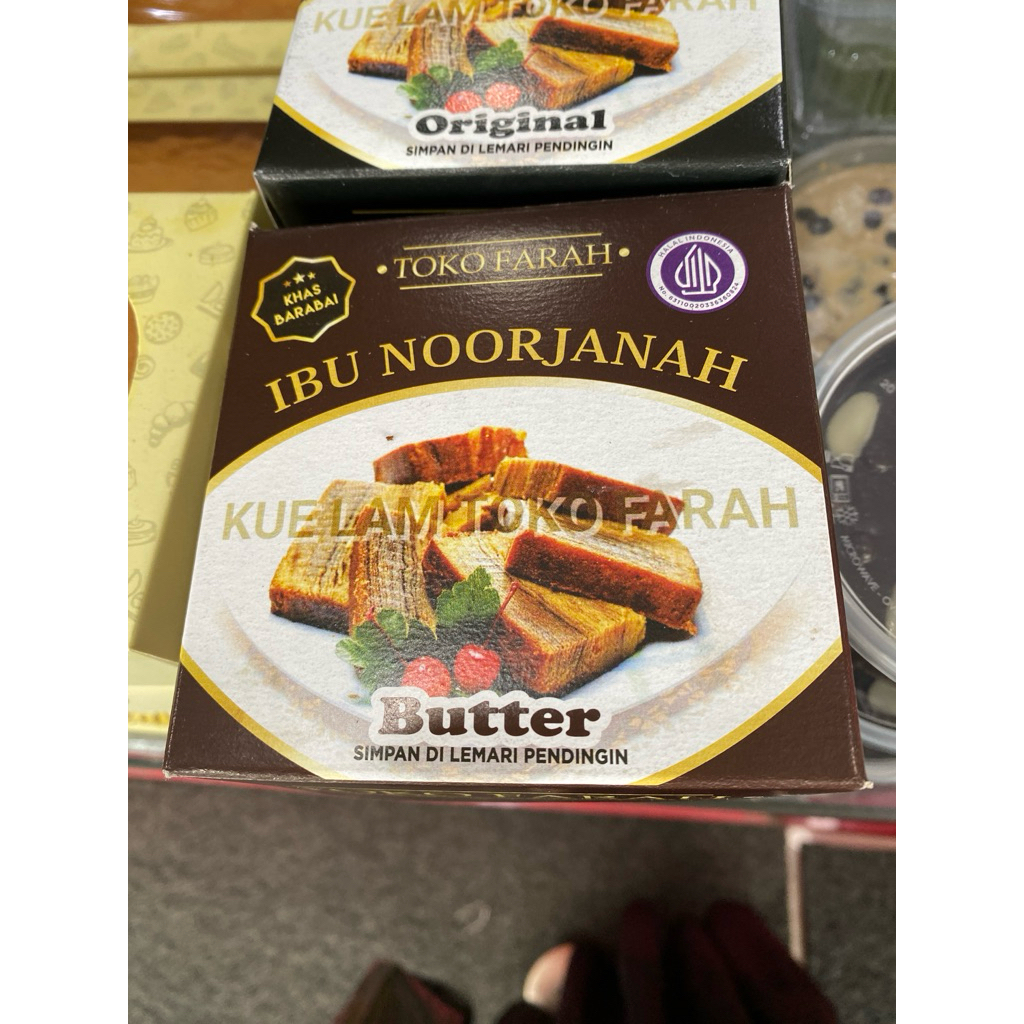 KUE LAM TOKO FARAH
Original
SIMPAN DI LEMARI PENDINGIN
TOKO FARAH
KHAS
BARABAI
HALAL INDONESIA
IBU NOORJANAH
KUE LAM TOKO FARAH
Butter
SIMPAN DI LEMARI PENDINGIN
20